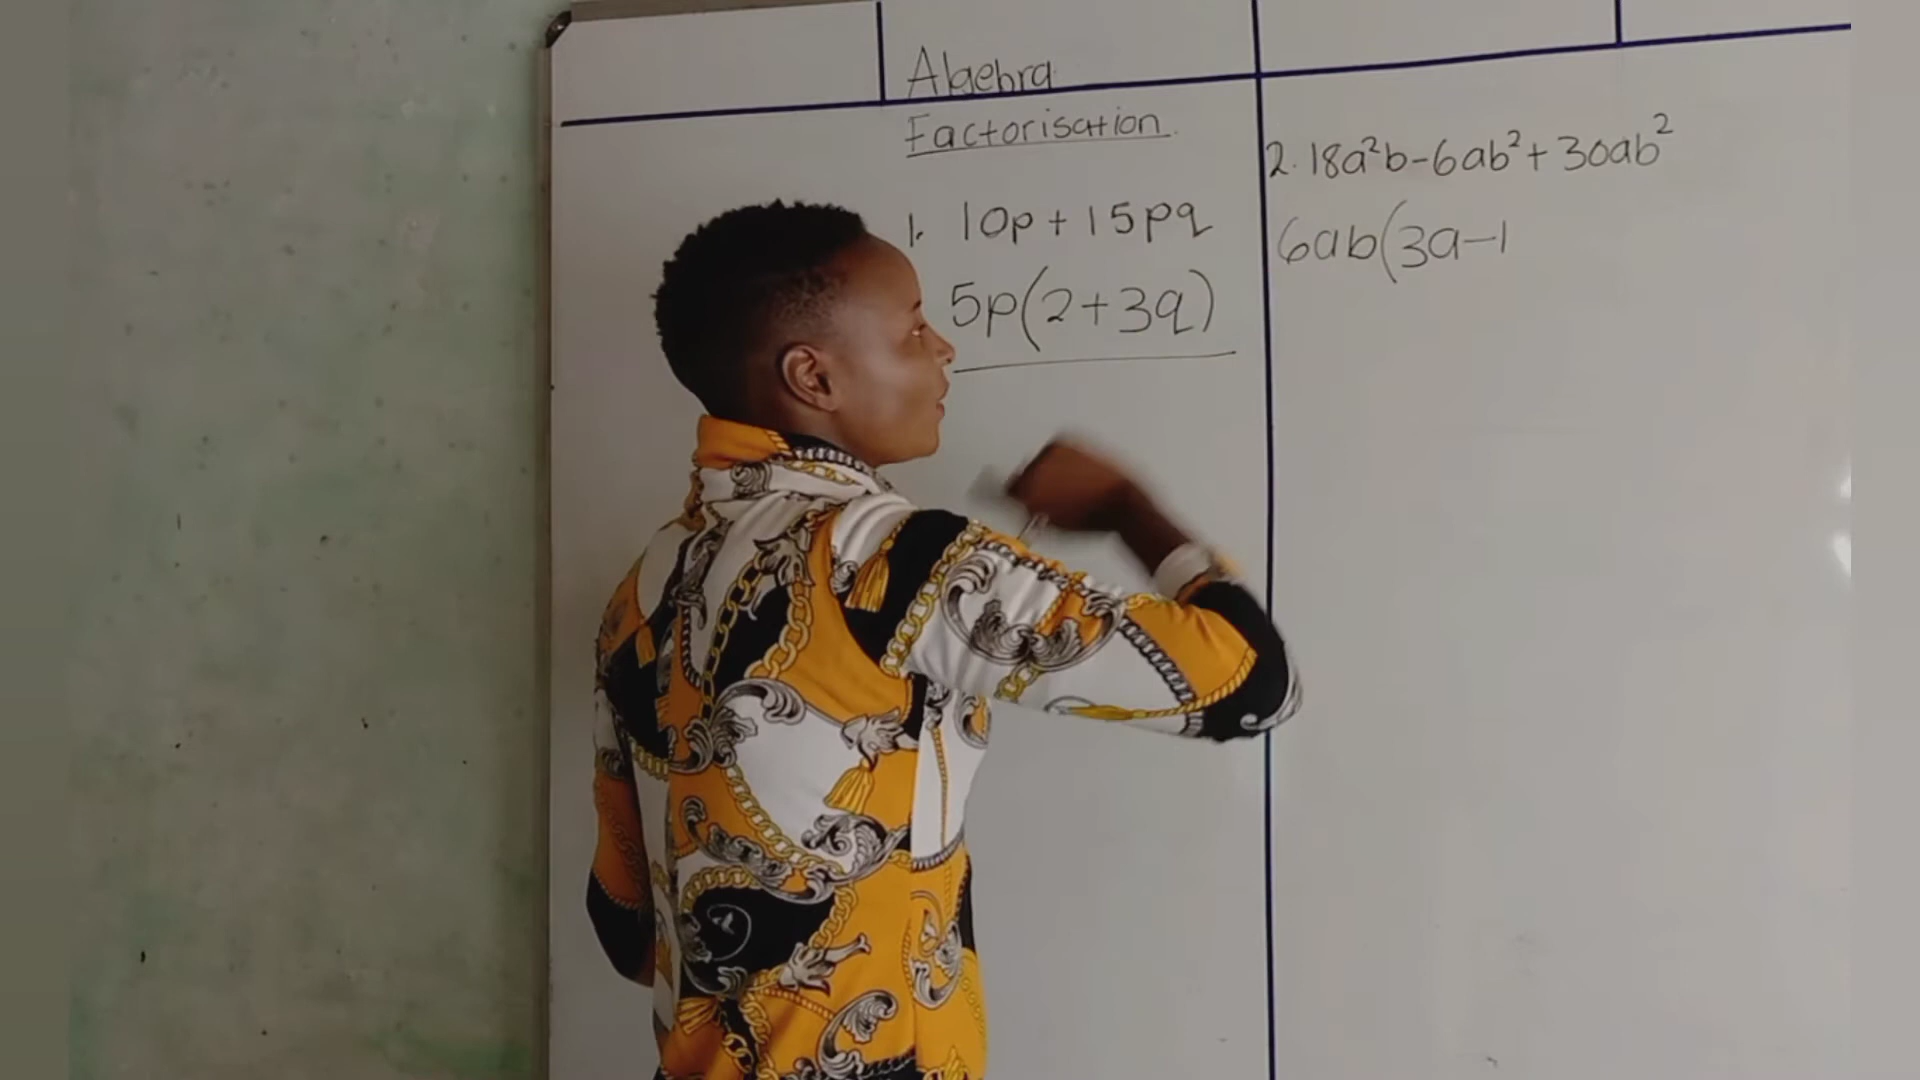 Algebra
Factorisation.
1. 10p + 15pq
5p(2+3q)
2. 18a²b-6ab²+30ab²
6ab(3a-1